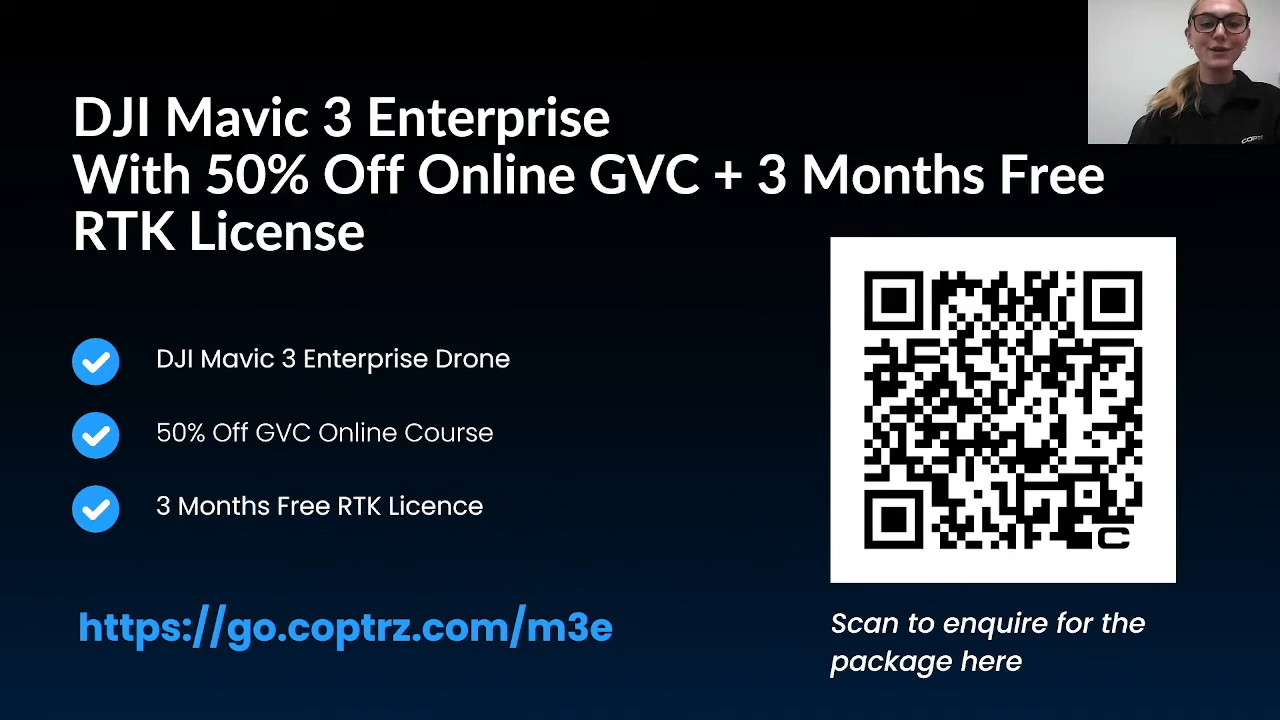 DJI Mavic 3 Enterprise
With 50% Off Online GVC + 3 Months Free
RTK License
DJI Mavic 3 Enterprise Drone
50% Off GVC Online Course
3 Months Free RTK Licence
https://go.coptrz.com/m3e
Scan to enquire for the
package here